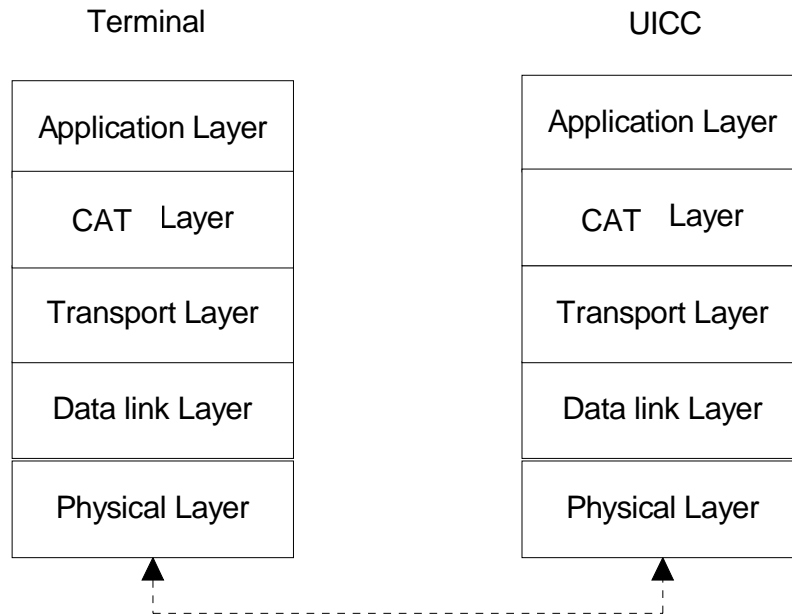 Terminal
UICC
Application Layer
Application Layer
CAT Layer
CAT Layer
Transport Layer
Transport Layer
Data link Layer
Data link Layer
Physical Layer
Physical Layer